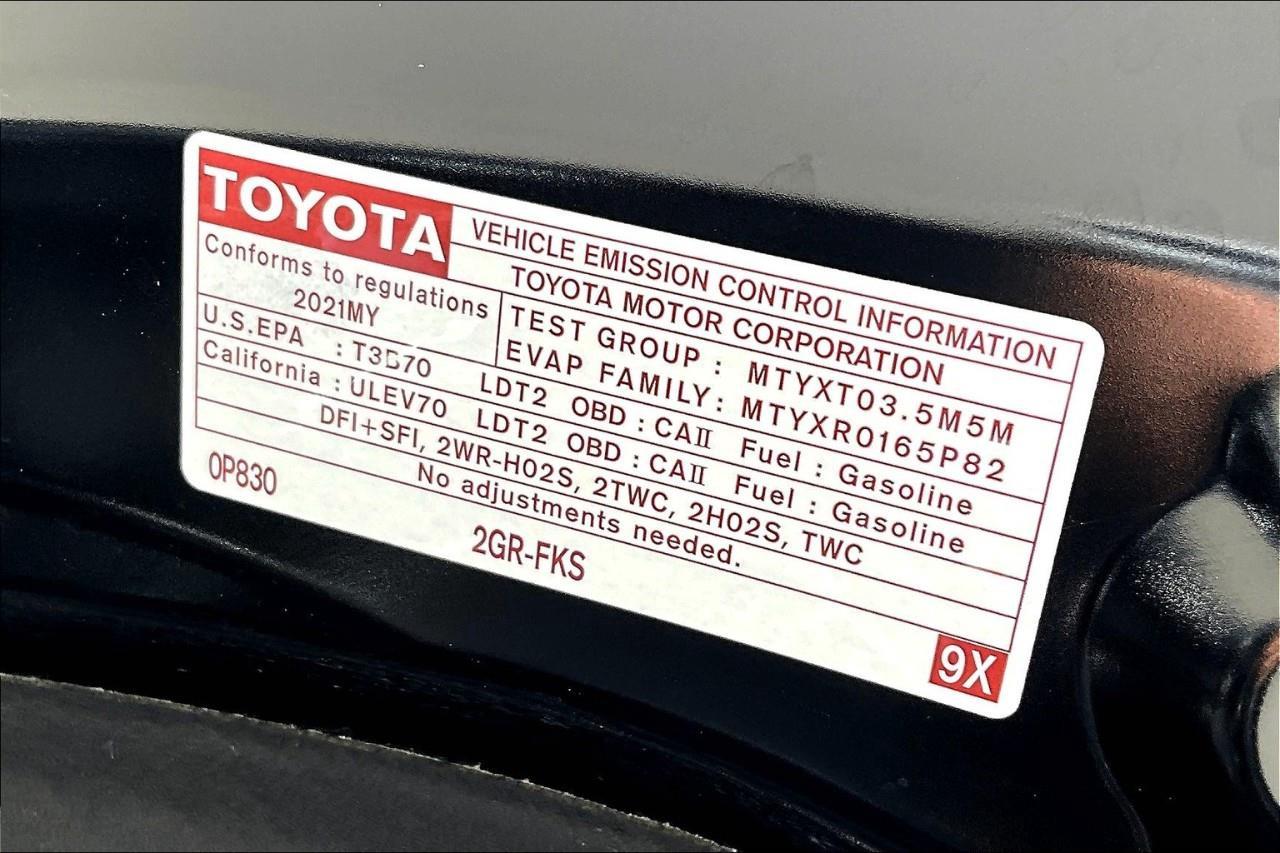 TOYOTA
VEHICLE EMISSION CONTROL INFORMATION
TOYOTA MOTOR CORPORATION
Conforms to regulations
2021MY
TEST GROUP : MTYXT03.5M5M
EVAP FAMILY: MTYXR0165P82
U.S.EPA : T3B70 LDT2 OBD : CAⅡ Fuel : Gasoline
California : ULEV70 LDT2 OBD : CAⅡ Fuel : Gasoline
DFI+SFI, 2WR-HO2S, 2TWC, 2HO2S, TWC
No adjustments needed.
0P830
2GR-FKS
9X